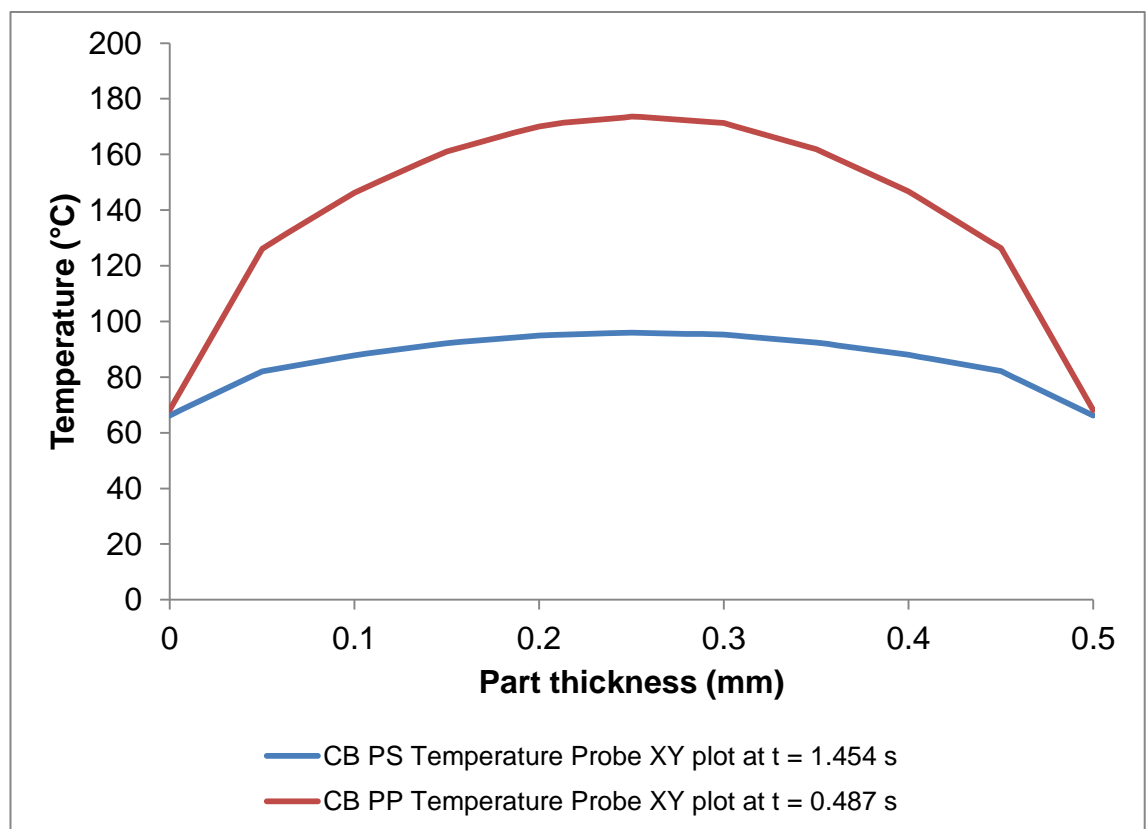 200
180
160
140
120
100
80
60
40
20
0
Temperature (°C)
0 0.1 0.2 0.3 0.4 0.5
Part thickness (mm)
CB PS Temperature Probe XY plot at t = 1.454 s
CB PP Temperature Probe XY plot at t = 0.487 s